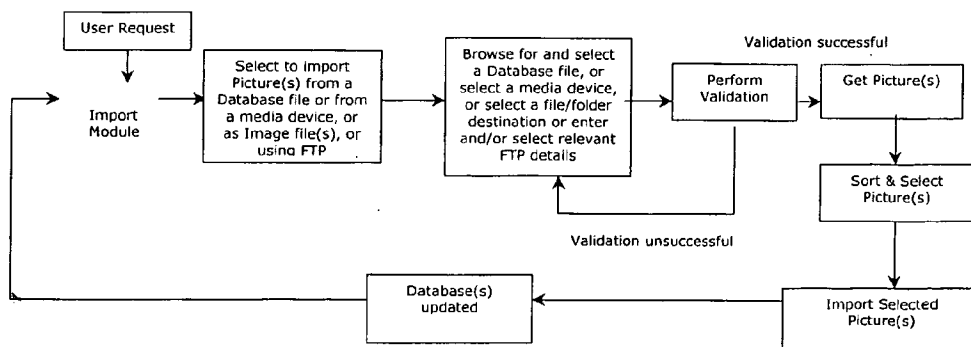 User Request
Import
Module
Select to import
Picture(s) from a
Database file or from
a media device, or
as Image file(s), or
using FTP
Browse for and select
a Database file, or
select a media device,
or select a file/folder
destination or enter
and/or select relevant
FTP details
Perform
Validation
Validation successful
Get Picture(s)
Validation unsuccessful
Sort & Select
Picture(s)
Import Selected
Picture(s)
Database(s)
updated